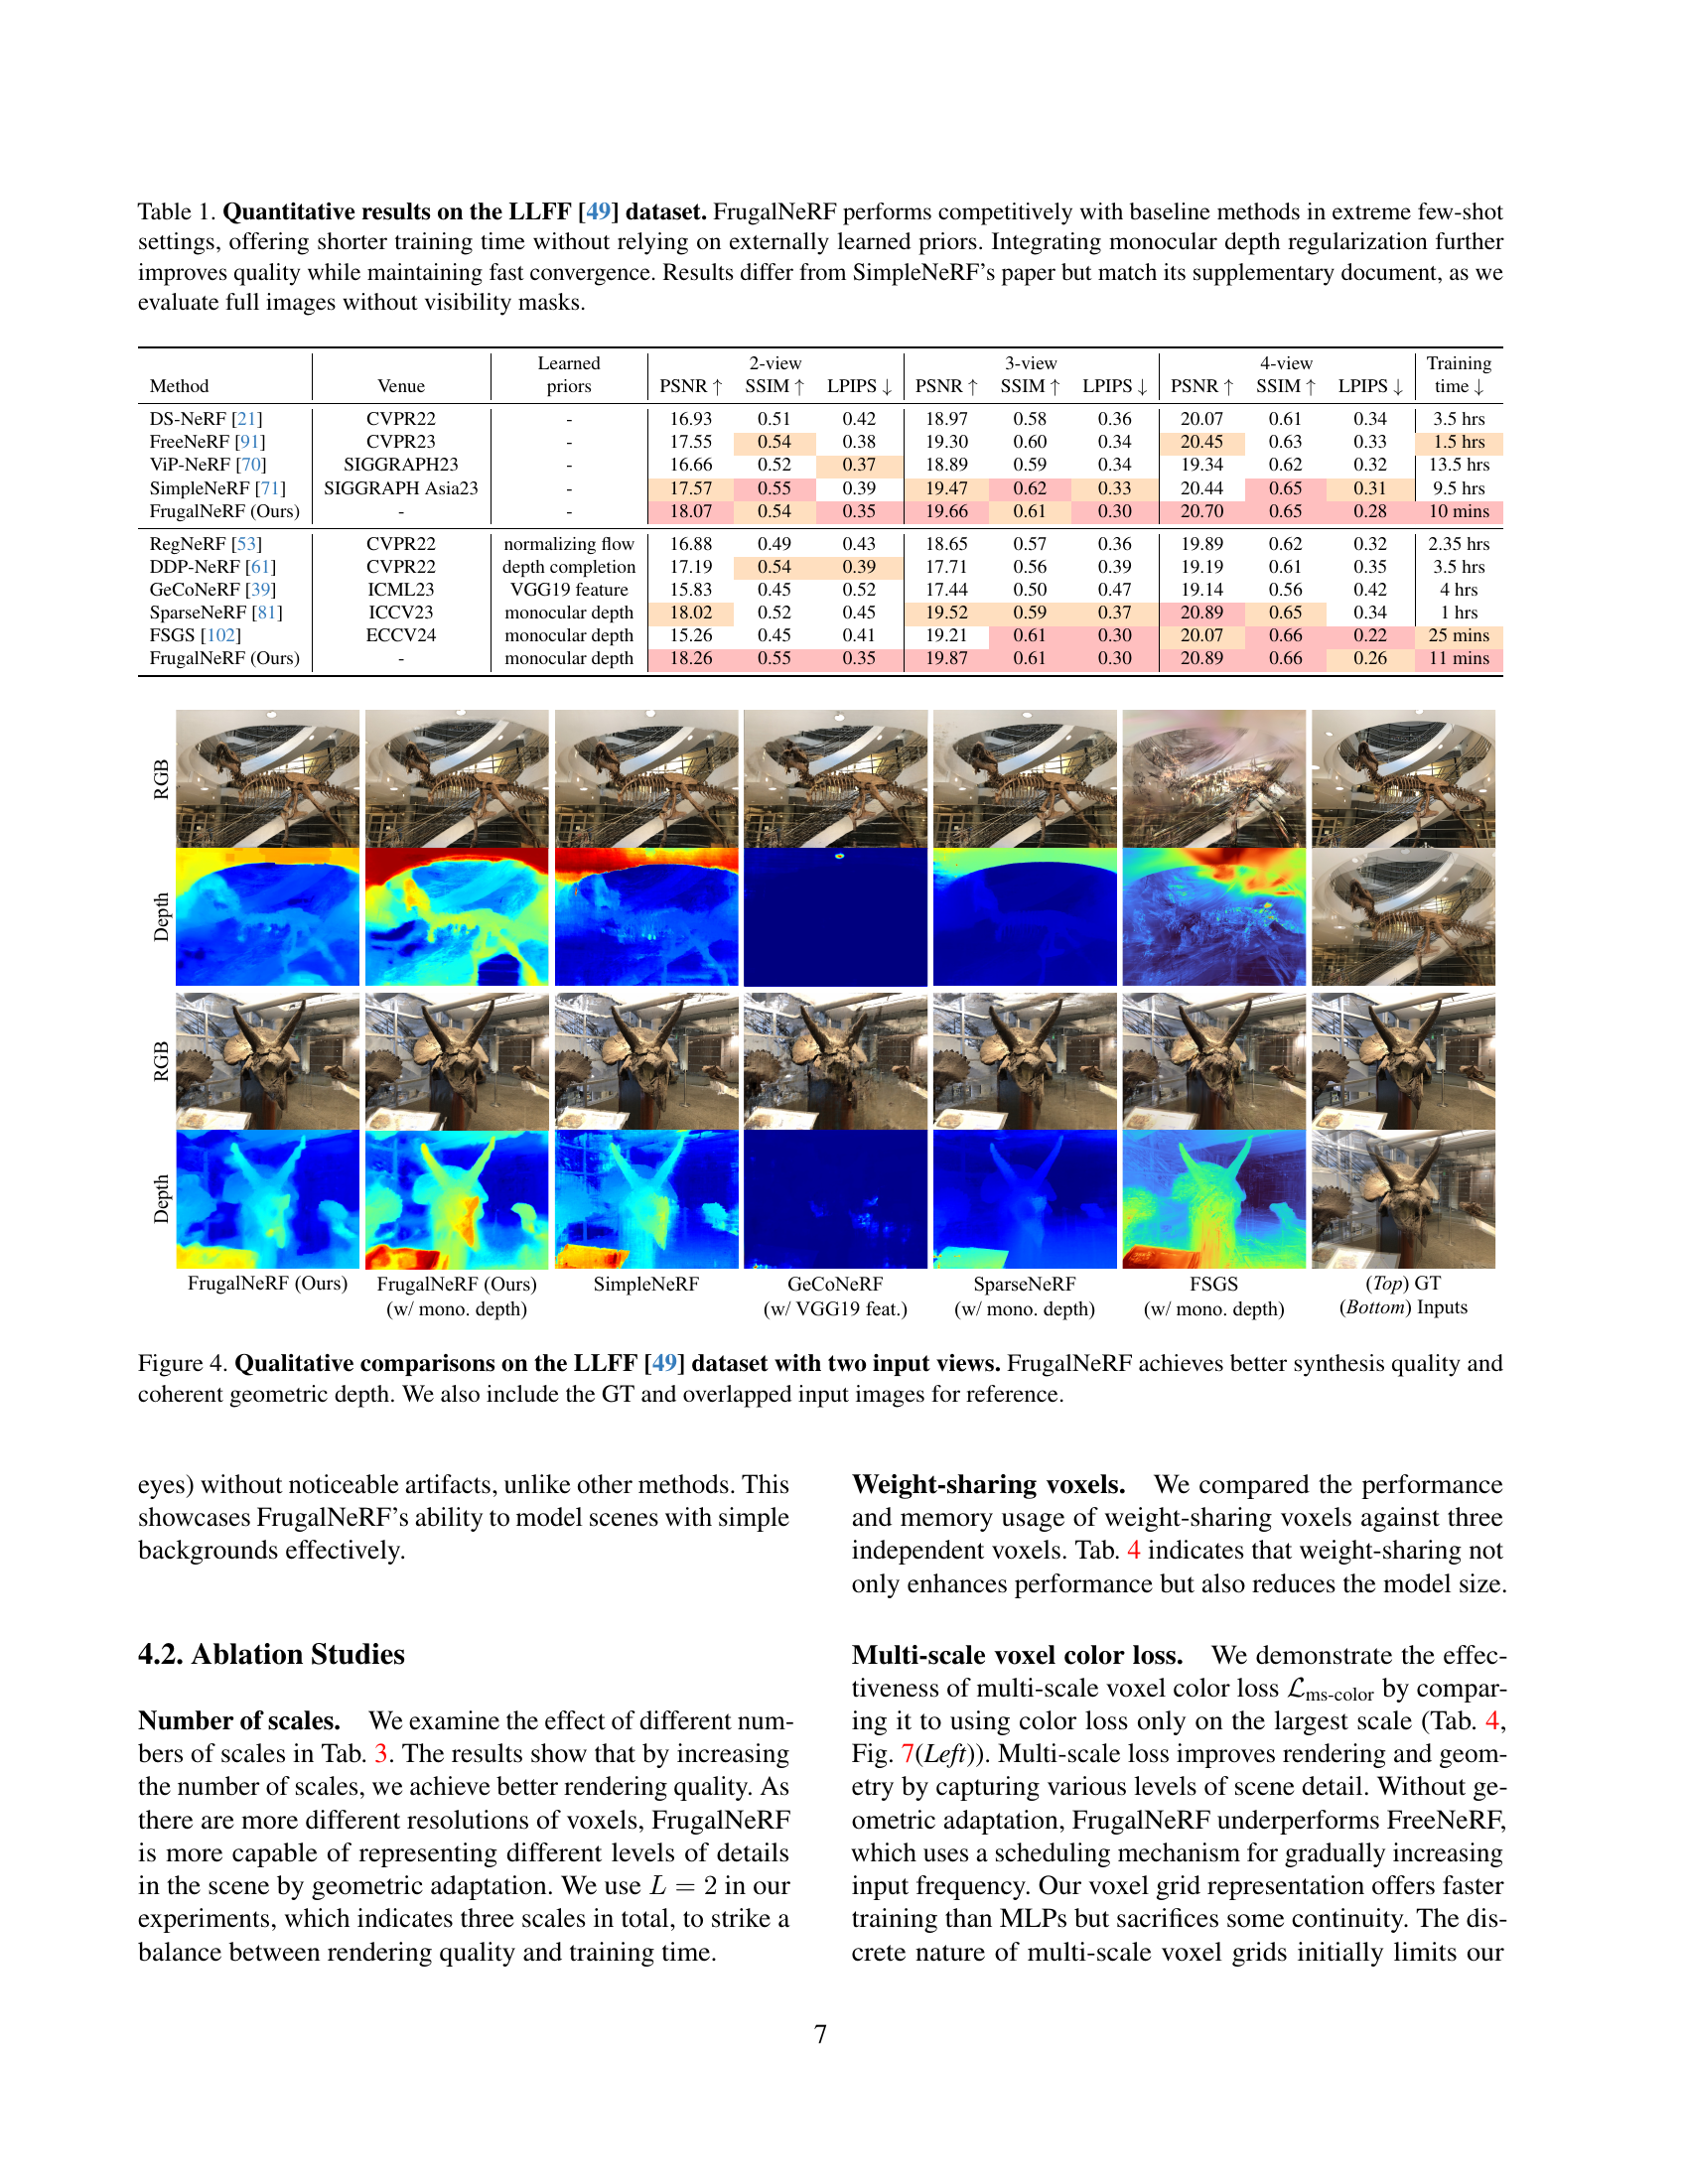 Table 1. Quantitative results on the LLFF [49] dataset. FrugalNeRF performs competitively with baseline methods in extreme few-shot
settings, offering shorter training time without relying on externally learned priors. Integrating monocular depth regularization further
improves quality while maintaining fast convergence. Results differ from SimpleNeRF's paper but match its supplementary document, as we
evaluate full images without visibility masks.
Learned 2-view 3-view 4-view Training
Method Venue priors PSNR ↑ SSIM ↑ LPIPS ↓ PSNR ↑ SSIM ↑ LPIPS ↓ PSNR ↑ SSIM ↑ LPIPS ↓ time ↓
DS-NeRF [21] CVPR22 - 16.93 0.51 0.42 18.97 0.58 0.36 20.07 0.61 0.34 3.5 hrs
FreeNeRF [91] CVPR23 - 17.55 0.54 0.38 19.30 0.60 0.34 20.45 0.63 0.33 1.5 hrs
ViP-NeRF [70] SIGGRAPH23 - 16.66 0.52 0.37 18.89 0.59 0.34 19.34 0.62 0.32 13.5 hrs
SimpleNeRF [71] SIGGRAPH Asia23 - 17.57 0.55 0.39 19.47 0.62 0.33 20.44 0.65 0.31 9.5 hrs
FrugalNeRF (Ours) - - 18.07 0.54 0.35 19.66 0.61 0.30 20.70 0.65 0.28 10 mins
RegNeRF [53] CVPR22 normalizing flow 16.88 0.49 0.43 18.65 0.57 0.36 19.89 0.62 0.32 2.35 hrs
DDP-NeRF [61] CVPR22 depth completion 17.19 0.54 0.39 17.71 0.56 0.39 19.19 0.61 0.35 3.5 hrs
GeCoNeRF [39] ICML23 VGG19 feature 15.83 0.45 0.52 17.44 0.50 0.47 19.14 0.56 0.42 4 hrs
SparseNeRF [81] ICCV23 monocular depth 18.02 0.52 0.45 19.52 0.59 0.37 20.89 0.65 0.34 1 hrs
FSGS [102] ECCV24 monocular depth 15.26 0.45 0.41 19.21 0.61 0.30 20.07 0.66 0.22 25 mins
FrugalNeRF (Ours) - monocular depth 18.26 0.55 0.35 19.87 0.61 0.30 20.89 0.66 0.26 11 mins
RGB
Depth
RGB
Depth
FrugalNeRF (Ours) FrugalNeRF (Ours) SimpleNeRF GeCoNeRF SparseNeRF FSGS (Top) GT
(w/ mono. depth) (w/ VGG19 feat.) (w/ mono. depth) (w/ mono. depth) (Bottom) Inputs
Figure 4. Qualitative comparisons on the LLFF [49] dataset with two input views. FrugalNeRF achieves better synthesis quality and
coherent geometric depth. We also include the GT and overlapped input images for reference.
eyes) without noticeable artifacts, unlike other methods. This
showcases FrugalNeRF's ability to model scenes with simple
backgrounds effectively.
4.2. Ablation Studies
Number of scales. We examine the effect of different num-
bers of scales in Tab. 3. The results show that by increasing
the number of scales, we achieve better rendering quality. As
there are more different resolutions of voxels, FrugalNeRF
is more capable of representing different levels of details
in the scene by geometric adaptation. We use L = 2 in our
experiments, which indicates three scales in total, to strike a
balance between rendering quality and training time.
Weight-sharing voxels. We compared the performance
and memory usage of weight-sharing voxels against three
independent voxels. Tab. 4 indicates that weight-sharing not
only enhances performance but also reduces the model size.
Multi-scale voxel color loss. We demonstrate the effec-
tiveness of multi-scale voxel color loss ℒms-color by compar-
ing it to using color loss only on the largest scale (Tab. 4,
Fig. 7(Left)). Multi-scale loss improves rendering and geom-
etry by capturing various levels of scene detail. Without ge-
ometric adaptation, FrugalNeRF underperforms FreeNeRF,
which uses a scheduling mechanism for gradually increasing
input frequency. Our voxel grid representation offers faster
training than MLPs but sacrifices some continuity. The dis-
crete nature of multi-scale voxel grids initially limits our
7